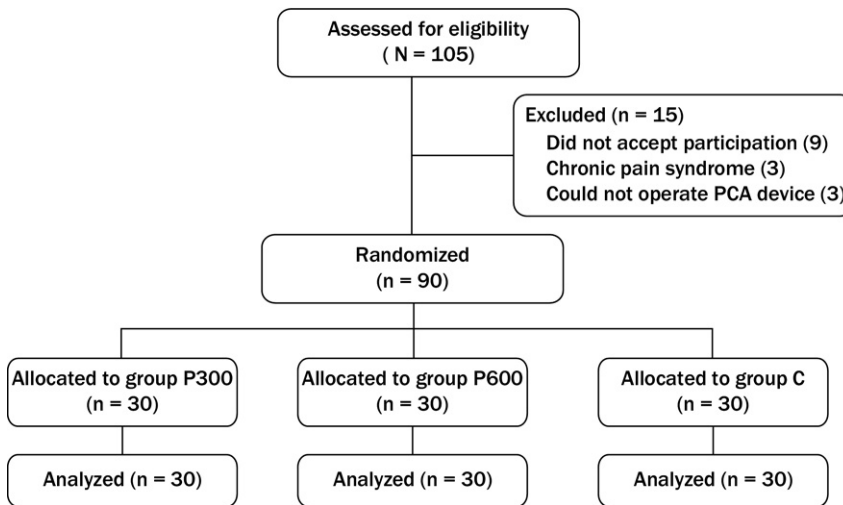 Assessed for eligibility
( N = 105)
Excluded (n = 15)
Did not accept participation (9)
Chronic pain syndrome (3)
Could not operate PCA device (3)
Randomized
(n = 90)
Allocated to group P300
(n = 30)
Allocated to group P600
(n = 30)
Allocated to group C
(n = 30)
Analyzed (n = 30)
Analyzed (n = 30)
Analyzed (n = 30)